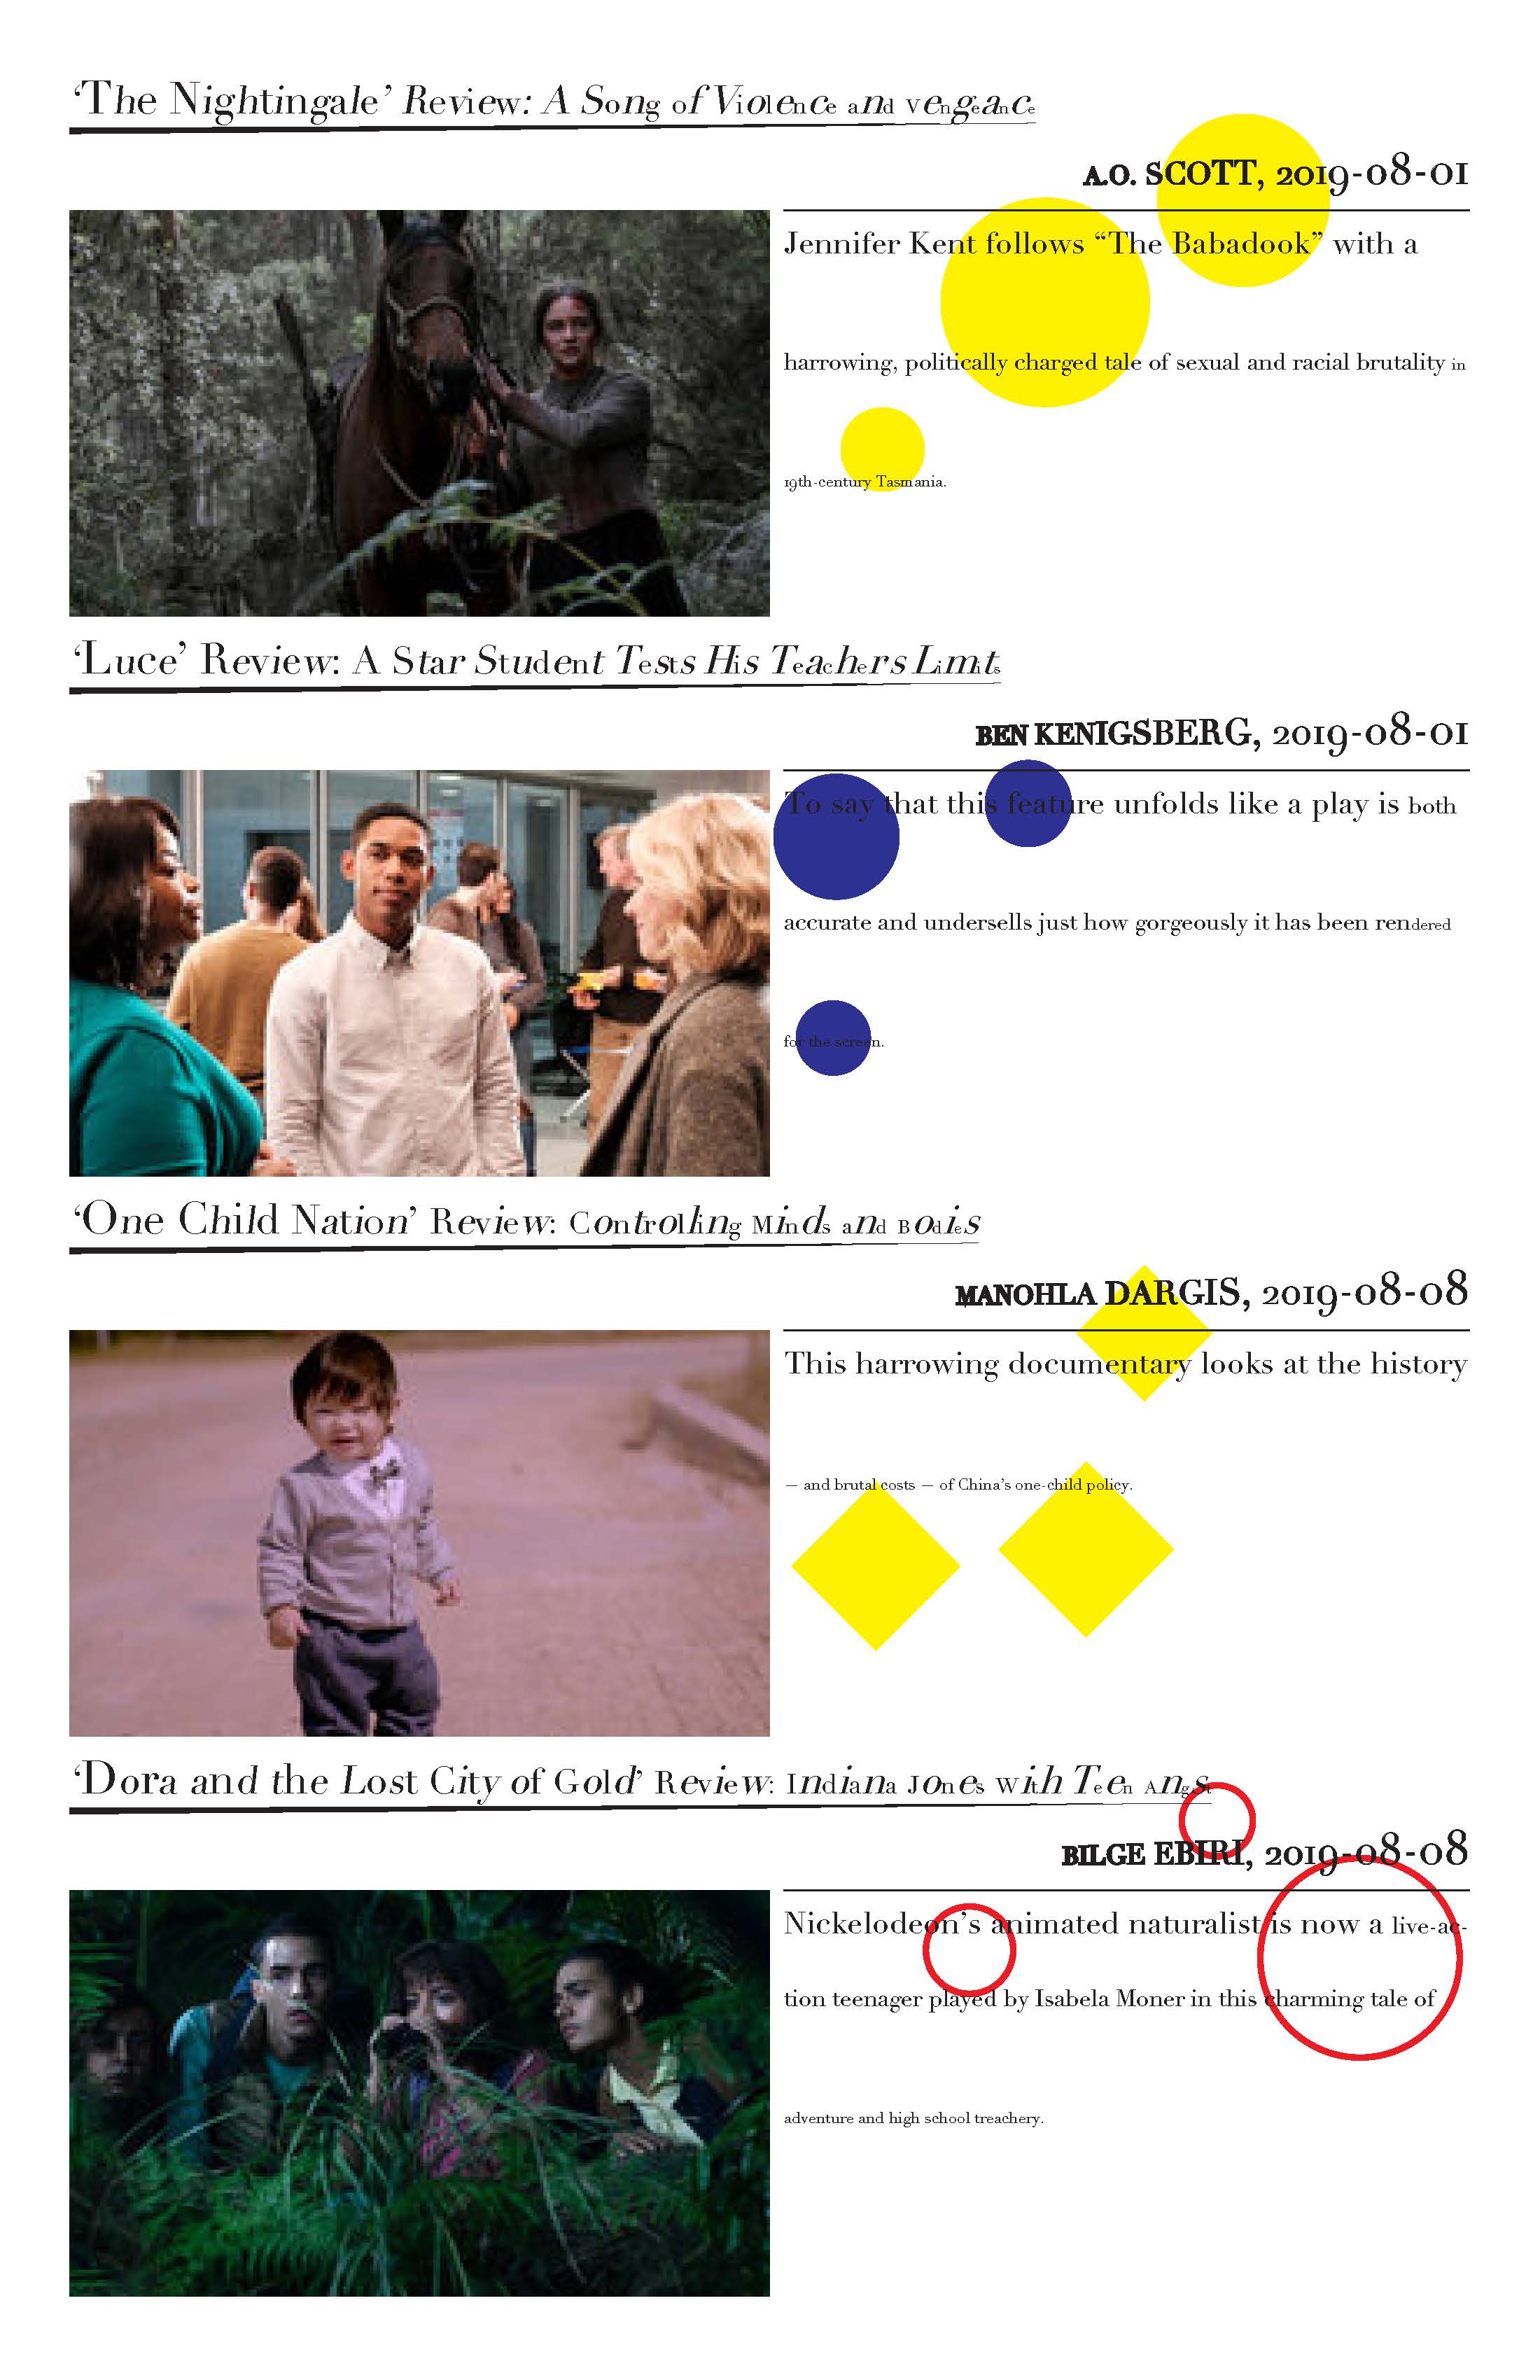 ‘The Nightingale’ Review: A Song of Violence and Vengeance
A.O. SCOTT, 2019-08-01
Jennifer Kent follows “The Babadook” with a
harrowing, politically charged tale of sexual and racial brutality in
19th-century Tasmania.
‘Luce’ Review: A Star Student Tests His Teachers Limits
BEN KENIGSBERG, 2019-08-01
To say that this feature unfolds like a play is both
accurate and undersells just how gorgeously it has been rendered
for the screen.
‘One Child Nation’ Review: Controlling Minds and Bodies
MANOHLA DARGIS, 2019-08-08
This harrowing documentary looks at the history
— and brutal costs — of China’s one-child policy.
‘Dora and the Lost City of Gold’ Review: Indiana Jones With Teen Angst
BILGE EBIRI, 2019-08-08
Nickelodeon’s animated naturalist is now a live-ac-
tion teenager played by Isabela Moner in this charming tale of
adventure and high school treachery.